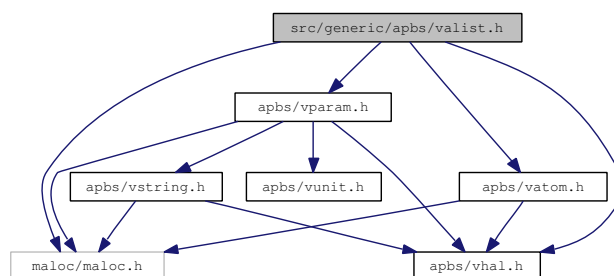 src/generic/apbs/valist.h
apbs/vparam.h
apbs/vstring.h
apbs/vunit.h
apbs/vatom.h
maloc/maloc.h
apbs/vhal.h